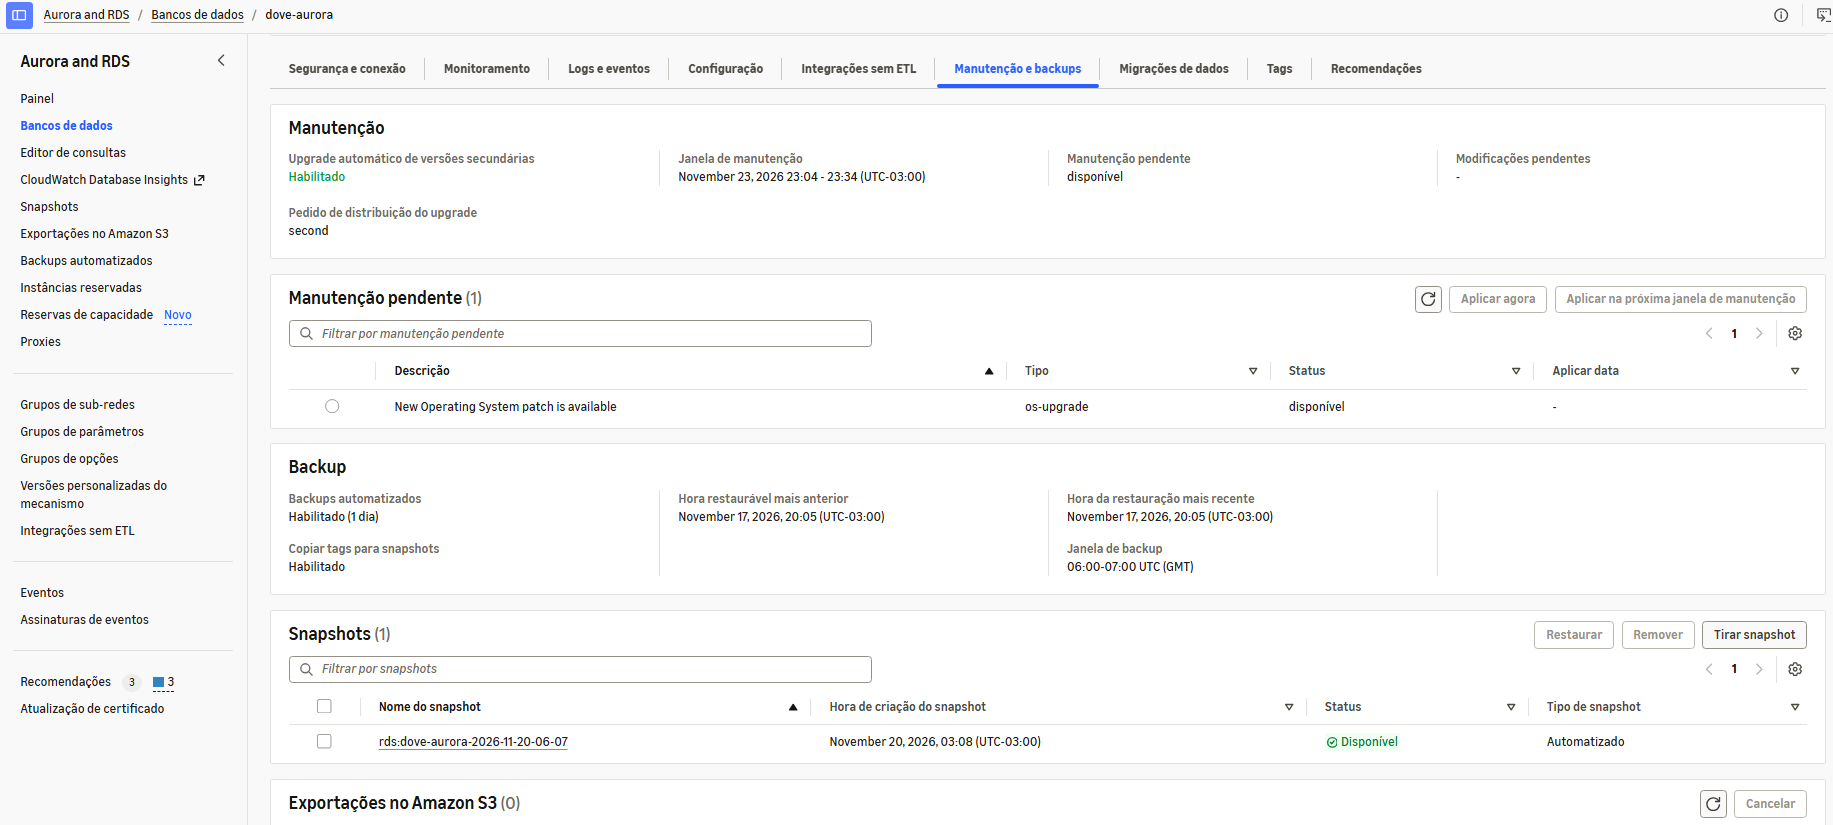 Aurora and RDS / Bancos de dados / dove-aurora
Aurora and RDS
Painel
Bancos de dados
Editor de consultas
CloudWatch Database Insights
Snapshots
Exportações no Amazon S3
Backups automatizados
Instâncias reservadas
Reservas de capacidade Novo
Proxies
Grupos de sub-redes
Grupos de parâmetros
Grupos de opções
Versões personalizadas do
mecanismo
Integrações sem ETL
Eventos
Assinaturas de eventos
Recomendações 3 3
Atualização de certificado
Segurança e conexão Monitoramento Logs e eventos Configuração Integrações sem ETL Manutenção e backups Migrações de dados Tags Recomendações
Manutenção
Upgrade automático de versões secundárias
Habilitado
Janela de manutenção
November 23, 2026 23:04 - 23:34 (UTC-03:00)
Manutenção pendente
disponível
Modificações pendentes
-
Pedido de distribuição do upgrade
second
Manutenção pendente (1)
Aplicar agora Aplicar na próxima janela de manutenção
Filtrar por manutenção pendente
1
Descrição Tipo Status Aplicar data
New Operating System patch is available os-upgrade disponível -
Backup
Backups automatizados
Habilitado (1 dia)
Copiar tags para snapshots
Habilitado
Hora restaurável mais anterior
November 17, 2026, 20:05 (UTC-03:00)
Hora da restauração mais recente
November 17, 2026, 20:05 (UTC-03:00)
Janela de backup
06:00-07:00 UTC (GMT)
Snapshots (1)
Restaurar Remover Tirar snapshot
Filtrar por snapshots
1
Nome do snapshot Hora de criação do snapshot Status Tipo de snapshot
rds:dove-aurora-2026-11-20-06-07 November 20, 2026, 03:08 (UTC-03:00) Disponível Automatizado
Exportações no Amazon S3 (0)
Cancelar